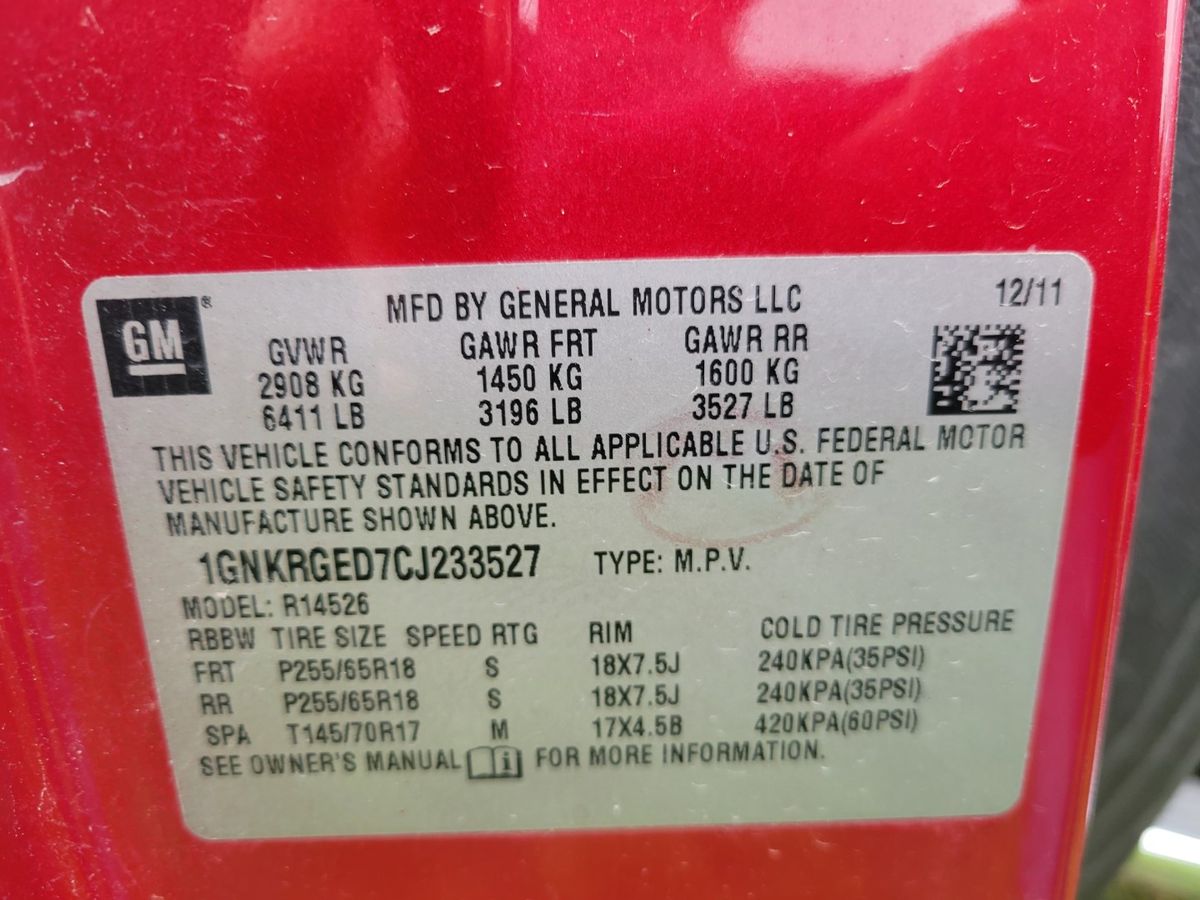 GM ®
MFD BY GENERAL MOTORS LLC 12/11
GVWR GAWR FRT GAWR RR
2908 KG 1450 KG 1600 KG
6411 LB 3196 LB 3527 LB
THIS VEHICLE CONFORMS TO ALL APPLICABLE U.S. FEDERAL MOTOR
VEHICLE SAFETY STANDARDS IN EFFECT ON THE DATE OF
MANUFACTURE SHOWN ABOVE.
1GNKRGED7CJ233527 TYPE: M.P.V.
MODEL: R14526
RBBW TIRE SIZE SPEED RTG RIM COLD TIRE PRESSURE
FRT P255/65R18 S 18X7.5J 240KPA(35PSI)
RR P255/65R18 S 18X7.5J 240KPA(35PSI)
SPA T145/70R17 M 17X4.5B 420KPA(60PSI)
SEE OWNER'S MANUAL i FOR MORE INFORMATION.